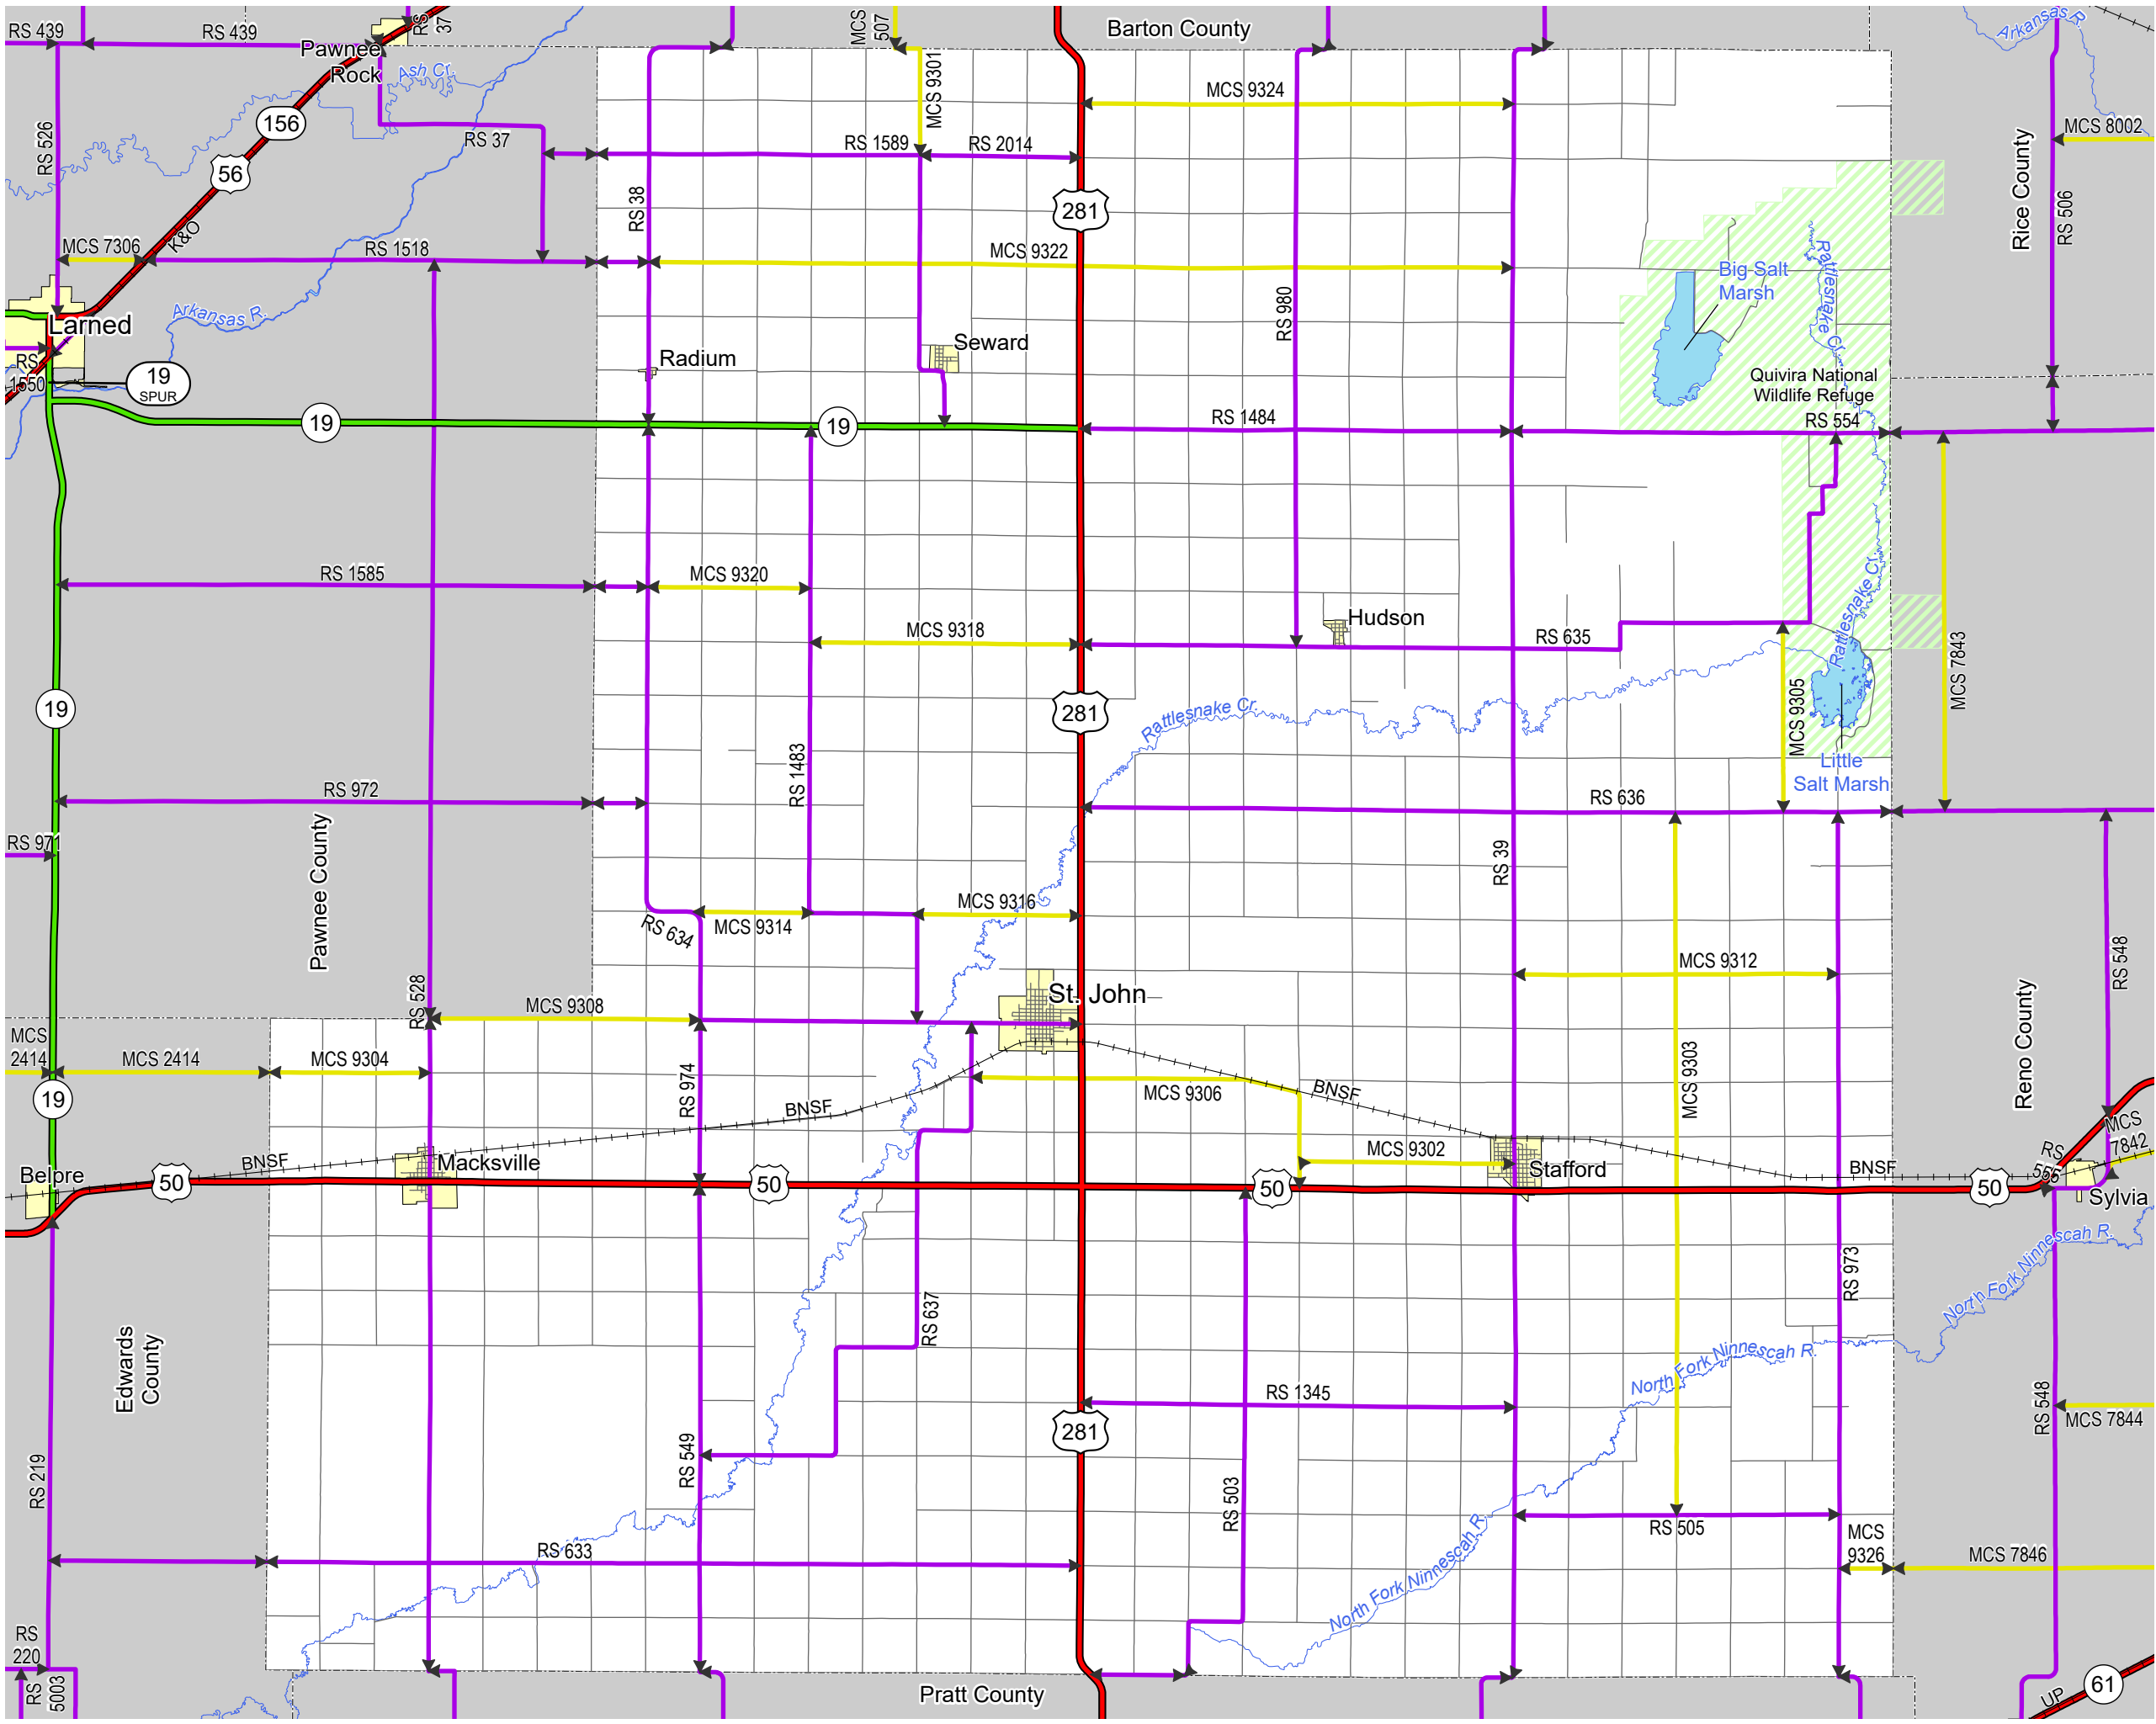 RS 439
RS 439
RS
37
MCS
507
Barton County
Arkansas R.
Pawnee
Rock
Ash Cr.
MCS 9301
MCS 9324
156
RS 526
RS 37
RS 1589
RS 2014
MCS 8002
56
Rice County
RS 506
RS 38
281
K&O
MCS 7306
RS 1518
MCS 9322
Big Salt
Marsh
Rattlesnake Cr.
RS 980
Arkansas R.
Larned
Seward
Radium
RS
1550
19
SPUR
Quivira National
Wildlife Refuge
19
19
RS 1484
RS 554
RS 1585
MCS 9320
Rattlesnake Cr.
MCS 9318
Hudson
RS 635
MCS 7843
19
281
Rattlesnake Cr.
MCS 9305
RS 1483
Little
Salt Marsh
RS 972
RS 636
RS 971
Pawnee County
RS 39
RS 634
MCS 9314
MCS 9316
RS 548
MCS 9312
RS 528
St. John
MCS 9308
Reno County
MCS
2414
MCS 2414
MCS 9304
RS 974
MCS 9303
19
BNSF
MCS 9306
BNSF
MCS
7842
RS
556
Belpre
BNSF
Macksville
MCS 9302
Stafford
BNSF
50
50
50
50
Sylvia
North Fork Ninnescah R.
RS 973
RS 637
Edwards
County
North Fork Ninnescah R.
RS 1345
RS 548
MCS 7844
281
RS 549
RS 219
RS 503
RS 505
MCS
9326
MCS 7846
RS 633
North Fork Ninnescah R.
RS
220
RS
5003
Pratt County
UP
61